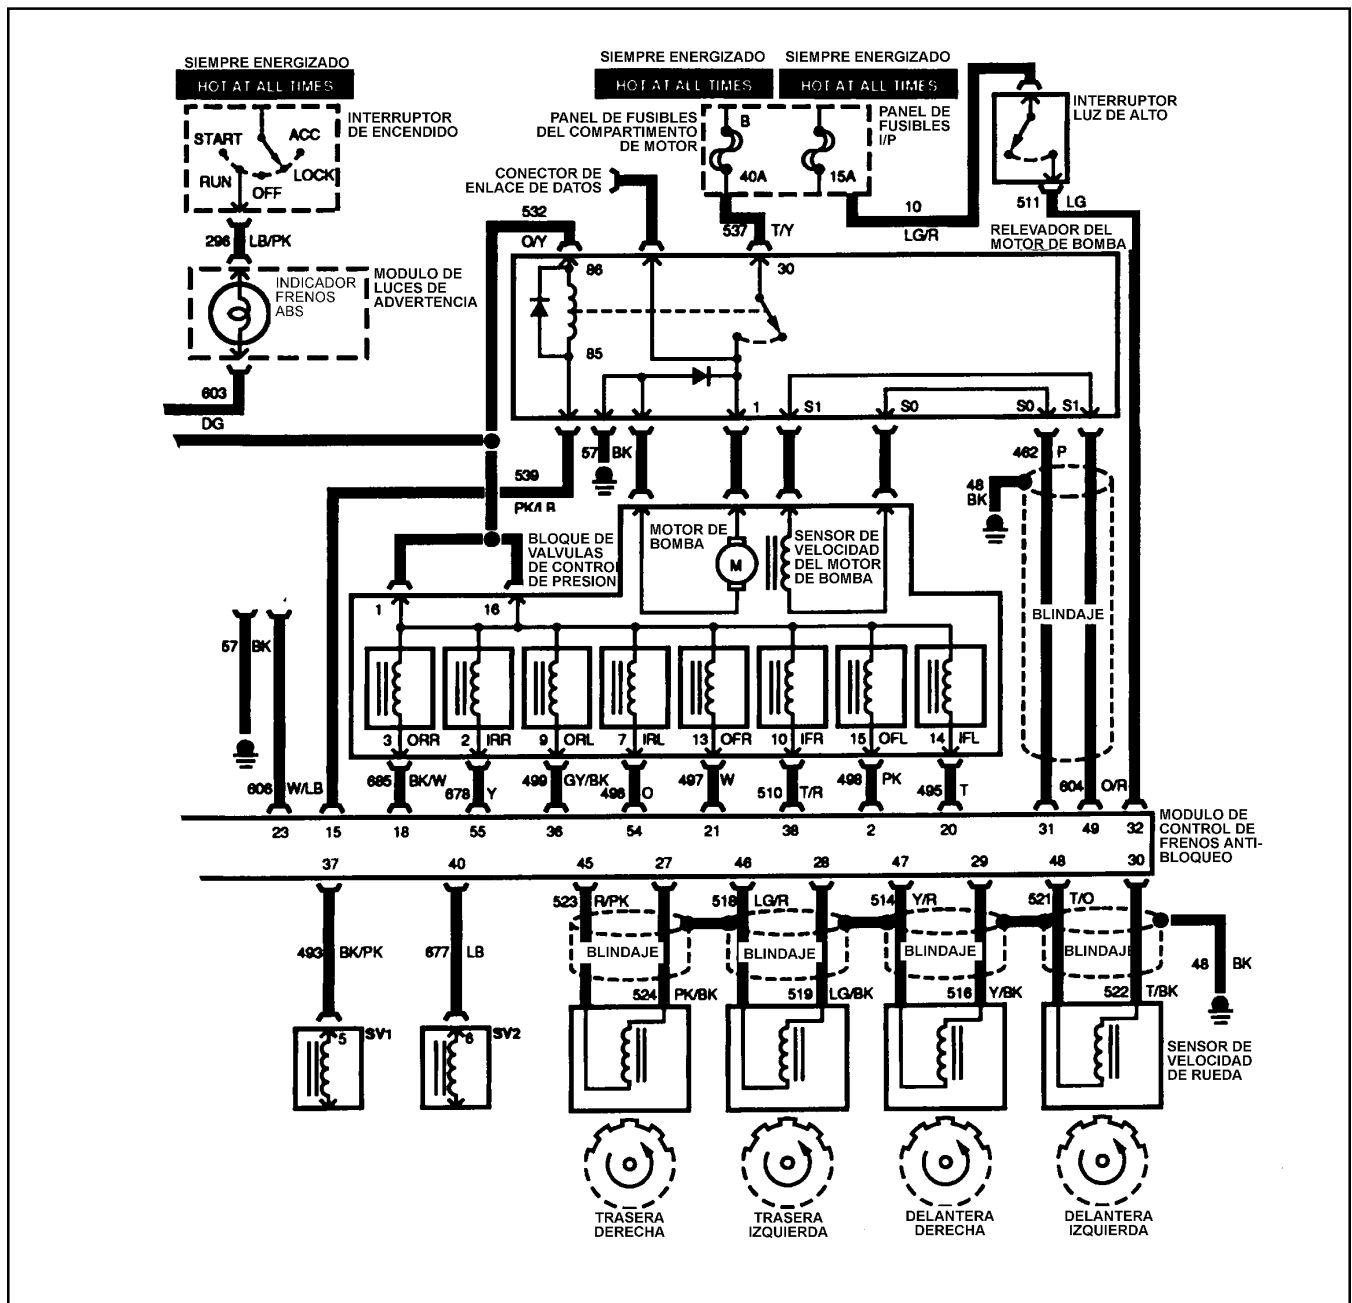 SIEMPRE ENERGIZADO
HOT AT ALL TIMES
SIEMPRE ENERGIZADO
HOT AT ALL TIMES
SIEMPRE ENERGIZADO
HOT AT ALL TIMES
INTERRUPTOR
DE ENCENDIDO
START
ACC
RUN
OFF
LOCK
PANEL DE FUSIBLES
DEL COMPARTIMENTO
DE MOTOR
B
40A
15A
PANEL DE
FUSIBLES
I/P
INTERRUPTOR
LUZ DE ALTO
CONECTOR DE
ENLACE DE DATOS
296
LB/PK
532
O/Y
537
T/Y
10
LG/R
511
LG
RELEVADOR DEL
MOTOR DE BOMBA
INDICADOR
FRENOS
ABS
MODULO DE
LUCES DE
ADVERTENCIA
86
30
85
603
DG
1
S1
S0
S0
S1
57
BK
462
P
539
PK/LB
48
BK
BLOQUE DE
VALVULAS
DE CONTROL
DE PRESION
MOTOR DE
BOMBA
M
SENSOR DE
VELOCIDAD
DEL MOTOR
DE BOMBA
1
16
BLINDAJE
57
BK
3
ORR
2
IRR
9
ORL
7
IRL
13
OFR
10
IFR
15
OFL
14
IFL
606
W/LB
685
BK/W
678
Y
499
GY/BK
496
O
497
W
510
T/R
498
PK
495
T
604
O/R
23
15
18
55
36
54
21
38
2
20
31
49
32
MODULO DE
CONTROL DE
FRENOS ANTI-
BLOQUEO
37
40
45
27
46
28
47
29
48
30
523
R/PK
518
LG/R
514
Y/R
521
T/O
493
BK/PK
677
LB
BLINDAJE
BLINDAJE
BLINDAJE
BLINDAJE
48
BK
524
PK/BK
519
LG/BK
516
Y/BK
522
T/BK
5
SV1
6
SV2
SENSOR DE
VELOCIDAD
DE RUEDA
TRASERA
DERECHA
TRASERA
IZQUIERDA
DELANTERA
DERECHA
DELANTERA
IZQUIERDA